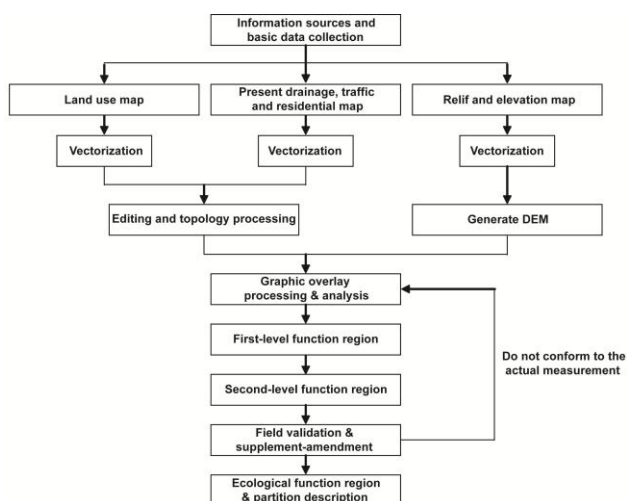 Information sources and
basic data collection
Land use map
Present drainage, traffic
and residential map
Relif and elevation map
Vectorization
Vectorization
Vectorization
Editing and topology processing
Generate DEM
Graphic overlay
processing & analysis
First-level function region
Do not conform to the
actual measurement
Second-level function region
Field validation &
supplement-amendment
Ecological function region
& partition description